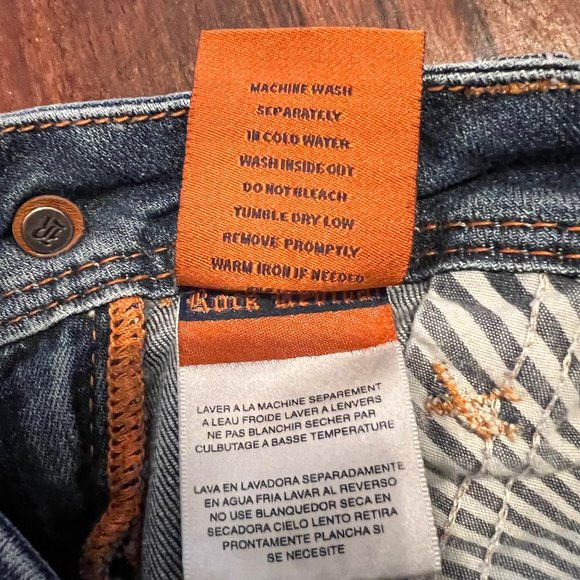 MACHINE WASH
SEPARATELY
IN COLD WATER
WASH INSIDE OUT
DO NOT BLEACH
TUMBLE DRY LOW
REMOVE PROMPTLY
WARM IRON IF NEEDED
Rock Revival
LAVER A LA MACHINE SEPAREMENT
A LEAU FROIDE LAVER A LENVERS
NE PAS BLANCHIR SECHER PAR
CULBUTAGE A BASSE TEMPERATURE
LAVA EN LAVADORA SEPARADAMENTE
EN AGUA FRIA LAVAR AL REVERSO
NO USE BLANQUEDOR SECA EN
SECADORA CIELO LENTO RETIRA
PRONTAMENTE PLANCHA SI
SE NECESITE